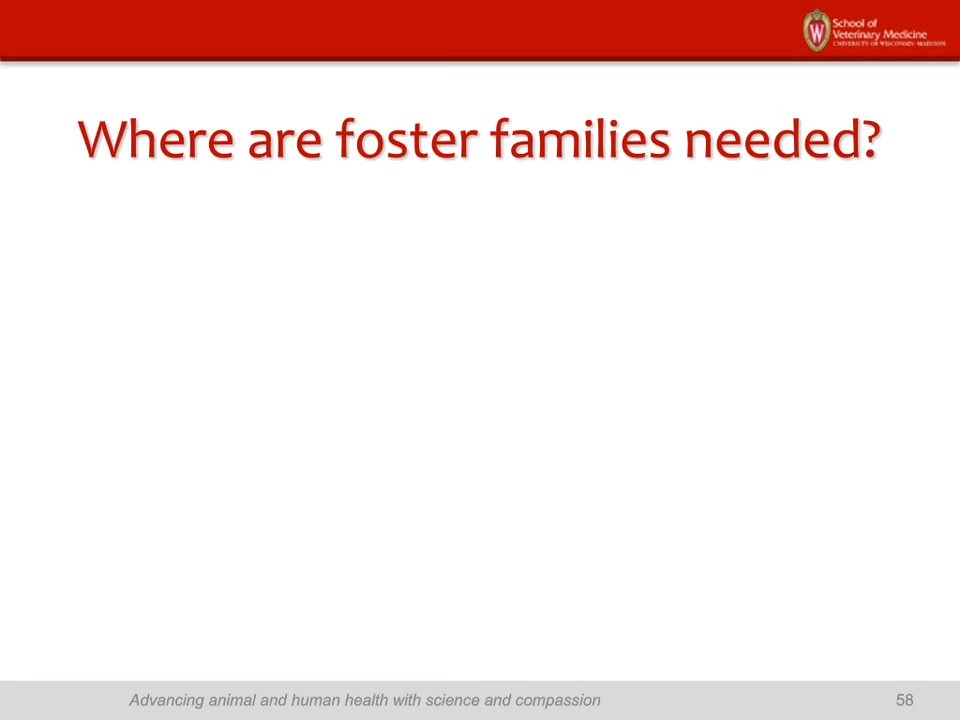 School of
Veterinary Medicine
UNIVERSITY OF WISCONSIN-MADISON
Where are foster families needed?
Advancing animal and human health with science and compassion
58